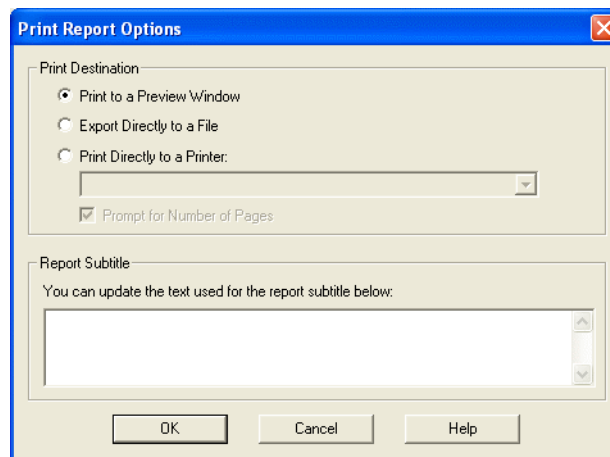 Print Report Options
Print Destination
Print to a Preview Window
Export Directly to a File
Print Directly to a Printer:
Prompt for Number of Pages
Report Subtitle
You can update the text used for the report subtitle below:
OK Cancel Help